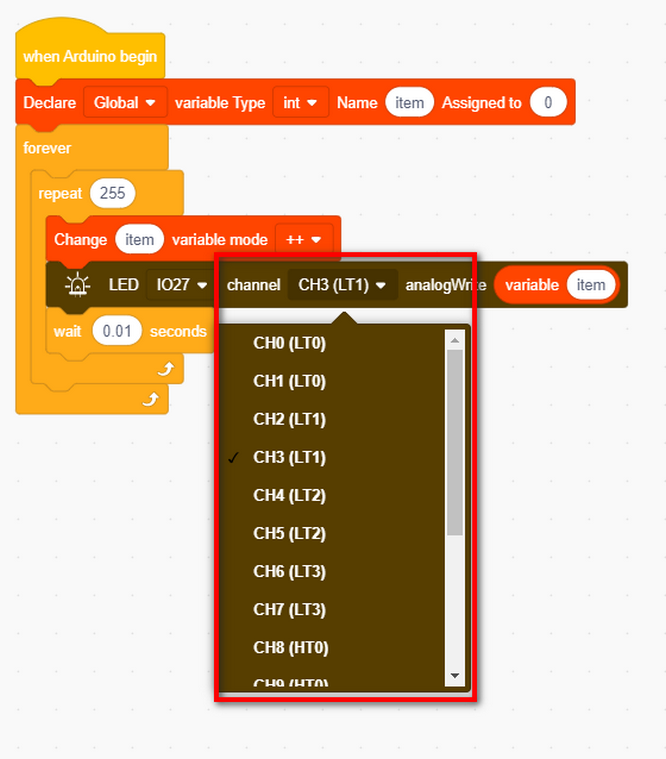 when Arduino begin
Declare Global variable Type int Name item Assigned to 0
forever
repeat 255
Change item variable mode ++
LED IO27 channel CH3 (LT1) analogWrite variable item
wait 0.01 seconds
CH0 (LT0)
CH1 (LT0)
CH2 (LT1)
CH3 (LT1)
CH4 (LT2)
CH5 (LT2)
CH6 (LT3)
CH7 (LT3)
CH8 (HT0)
CH9 (HT0)